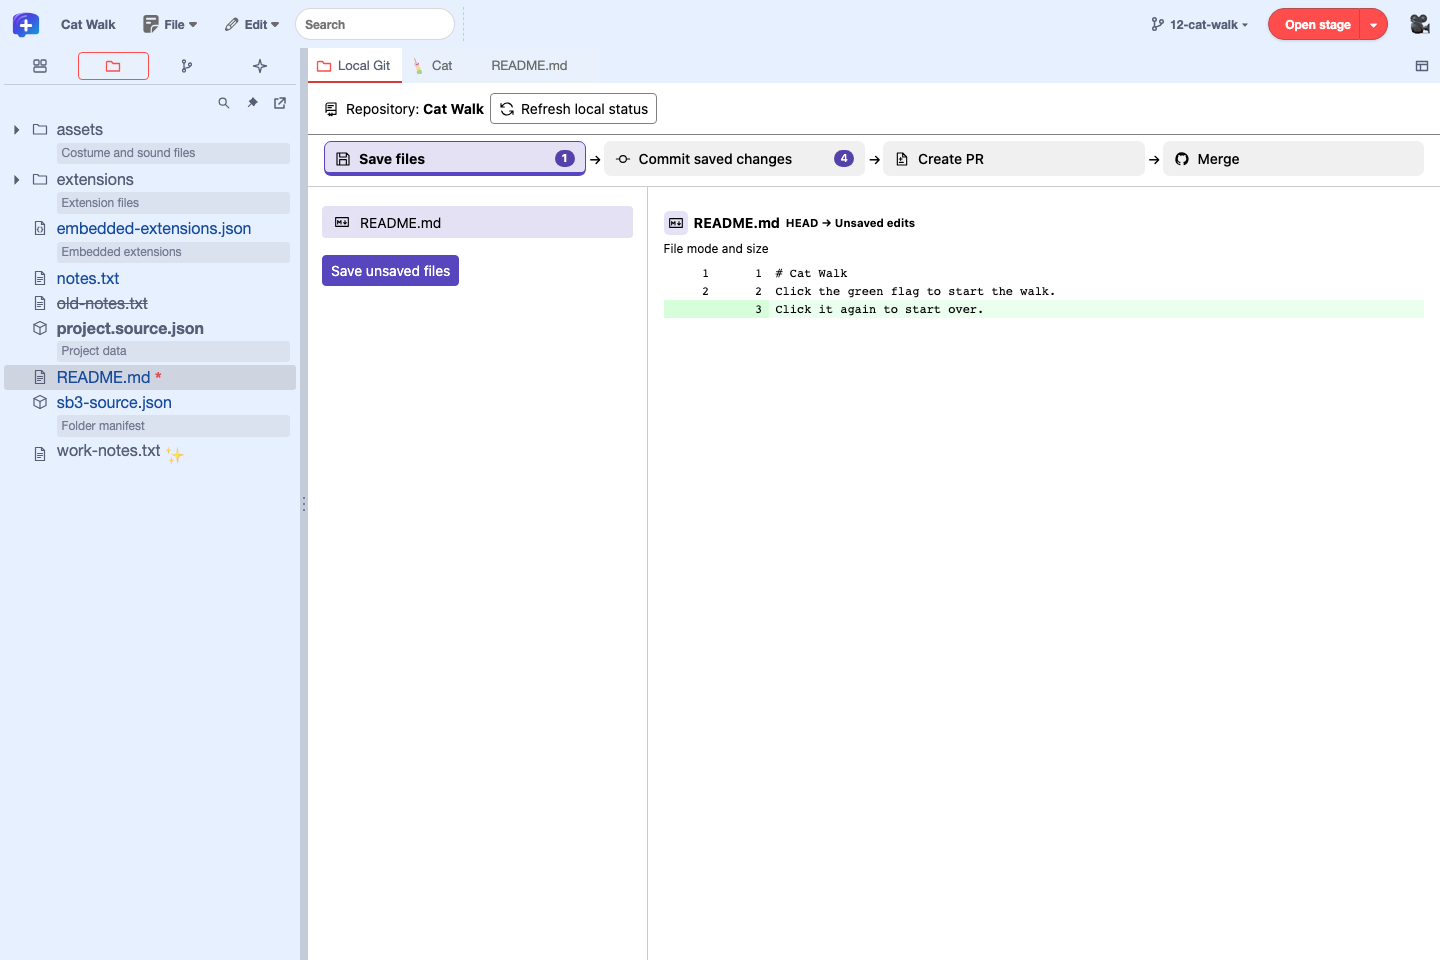 Cat Walk File Edit Search 12-cat-walk Open stage
Local Git Cat README.md
Repository: Cat Walk Refresh local status
Save files 1 → Commit saved changes 4 → Create PR → Merge
assets
Costume and sound files
extensions
Extension files
embedded-extensions.json
Embedded extensions
notes.txt
old-notes.txt
project.source.json
Project data
README.md *
sb3-source.json
Folder manifest
work-notes.txt
README.md
Save unsaved files
README.md HEAD → Unsaved edits
File mode and size
1 1 # Cat Walk
2 2 Click the green flag to start the walk.
3 Click it again to start over.